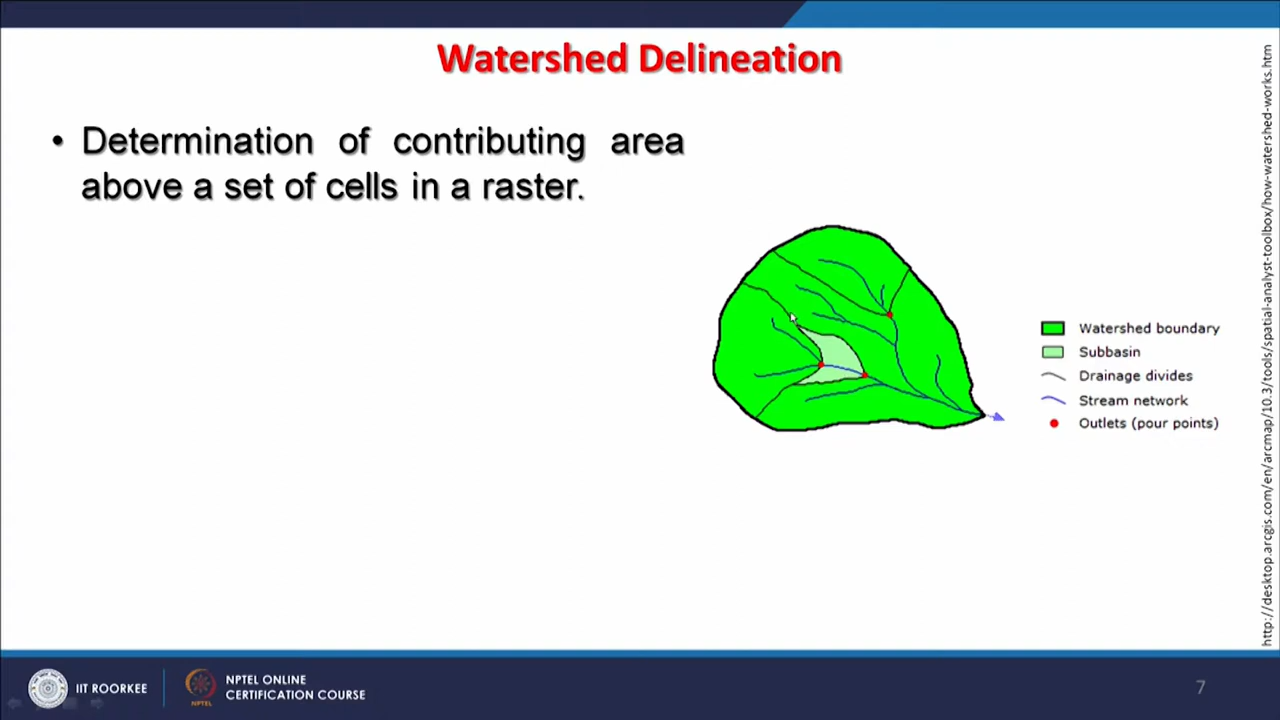 Watershed Delineation
• Determination of contributing area
above a set of cells in a raster.
Watershed boundary
Subbasin
Drainage divides
Stream network
Outlets (pour points)
http://desktop.arcgis.com/en/arcmap/10.3/tools/spatial-analyst-toolbox/how-watershed-works.htm
IIT ROORKEE
NPTEL
NPTEL ONLINE
CERTIFICATION COURSE
7